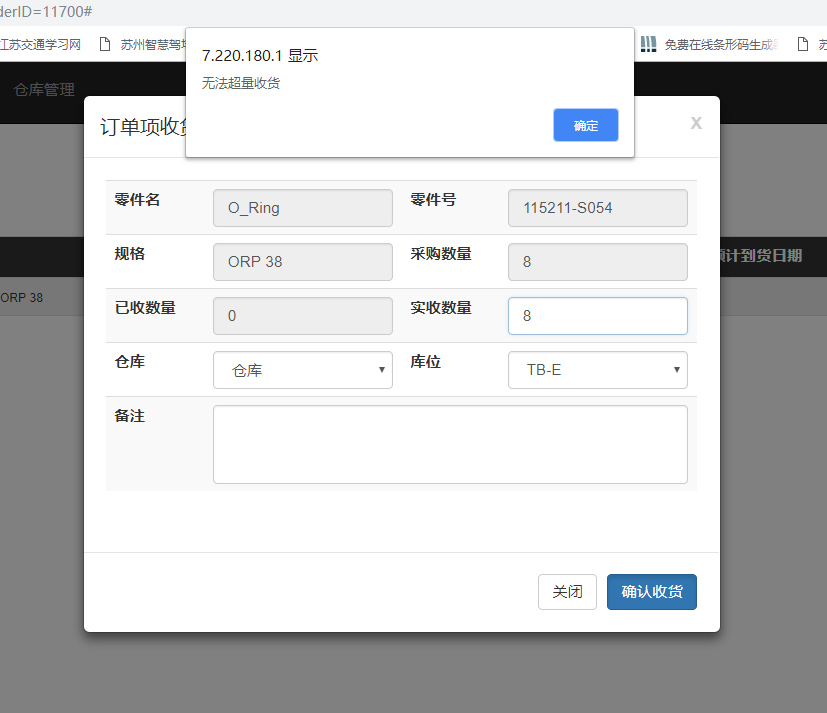 derID=11700#
江苏交通学习网
苏州智慧驾
免费在线条形码生成
苏
7.220.180.1 显示
无法超量收货
确定
仓库管理
订单项收货
X
预计到货日期
ORP 38
零件名
O_Ring
零件号
115211-S054
规格
ORP 38
采购数量
8
已收数量
0
实收数量
8
仓库
仓库
库位
TB-E
备注
关闭
确认收货